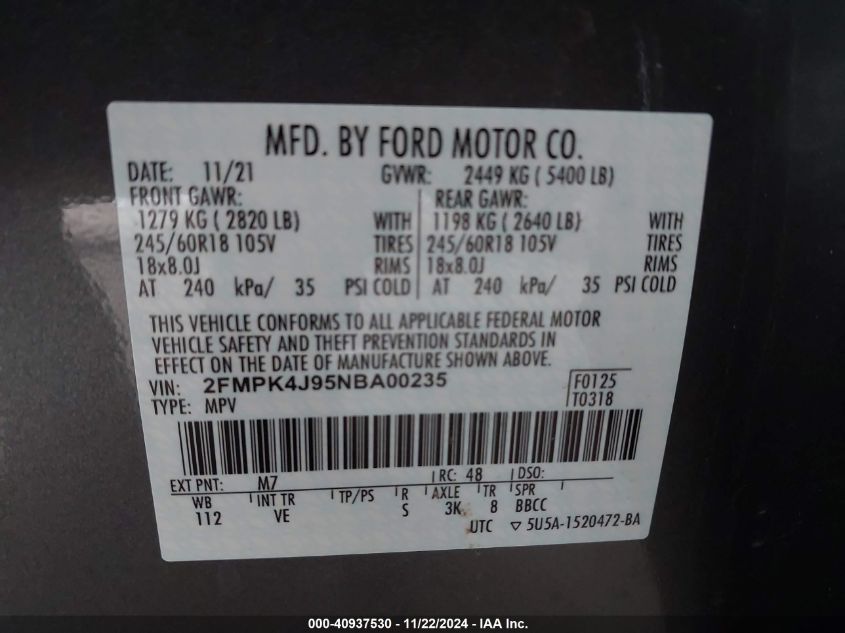 MFD. BY FORD MOTOR CO.
DATE: 11/21 GVWR: 2449 KG ( 5400 LB)
FRONT GAWR: REAR GAWR:
1279 KG ( 2820 LB) WITH 1198 KG ( 2640 LB) WITH
245/60R18 105V TIRES 245/60R18 105V TIRES
18x8.0J RIMS 18x8.0J RIMS
AT 240 kPa/ 35 PSI COLD AT 240 kPa/ 35 PSI COLD
THIS VEHICLE CONFORMS TO ALL APPLICABLE FEDERAL MOTOR
VEHICLE SAFETY AND THEFT PREVENTION STANDARDS IN
EFFECT ON THE DATE OF MANUFACTURE SHOWN ABOVE.
VIN: 2FMPK4J95NBA00235 F0125
TYPE: MPV T0318
EXT PNT: M7 RC: 48 DSO:
WB INT TR TP/PS R AXLE TR SPR
112 VE S 3K 8 BBCC
UTC ▽ 5U5A-1520472-BA
000-40937530 - 11/22/2024 - IAA Inc.